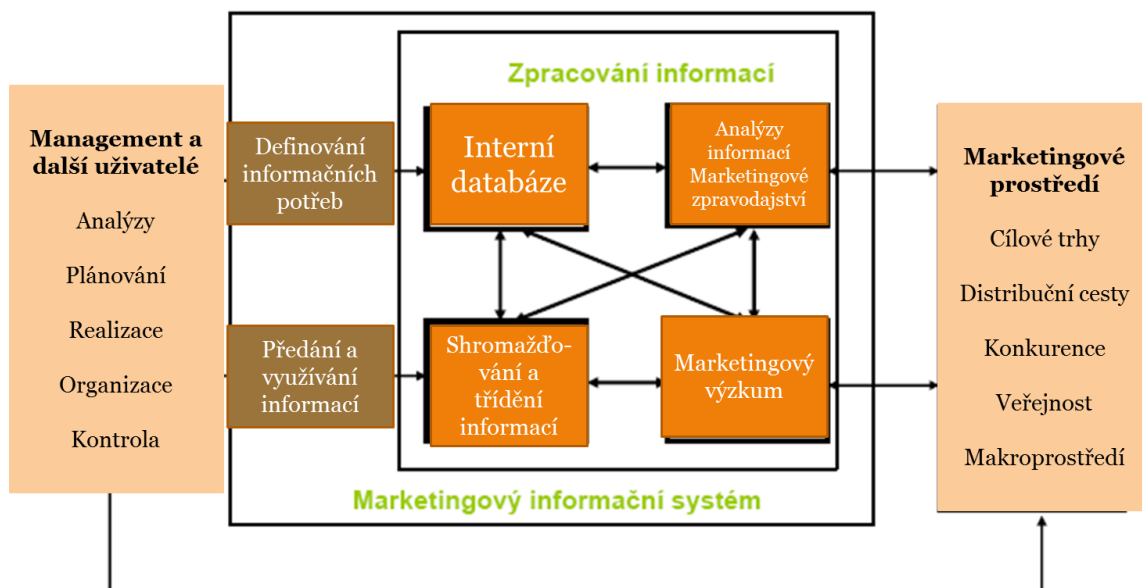 Zpracování informací
Management a
další uživatelé
Analýzy
Plánování
Realizace
Organizace
Kontrola
Definování
informačních
potřeb
Předání a
využívání
informací
Interní
databáze
Analýzy
informací
Marketingové
zpravodajství
Shromažďo-
vání a
třídění
informací
Marketingový
výzkum
Marketingový informační systém
Marketingové
prostředí
Cílové trhy
Distribuční cesty
Konkurence
Veřejnost
Makroprostředí